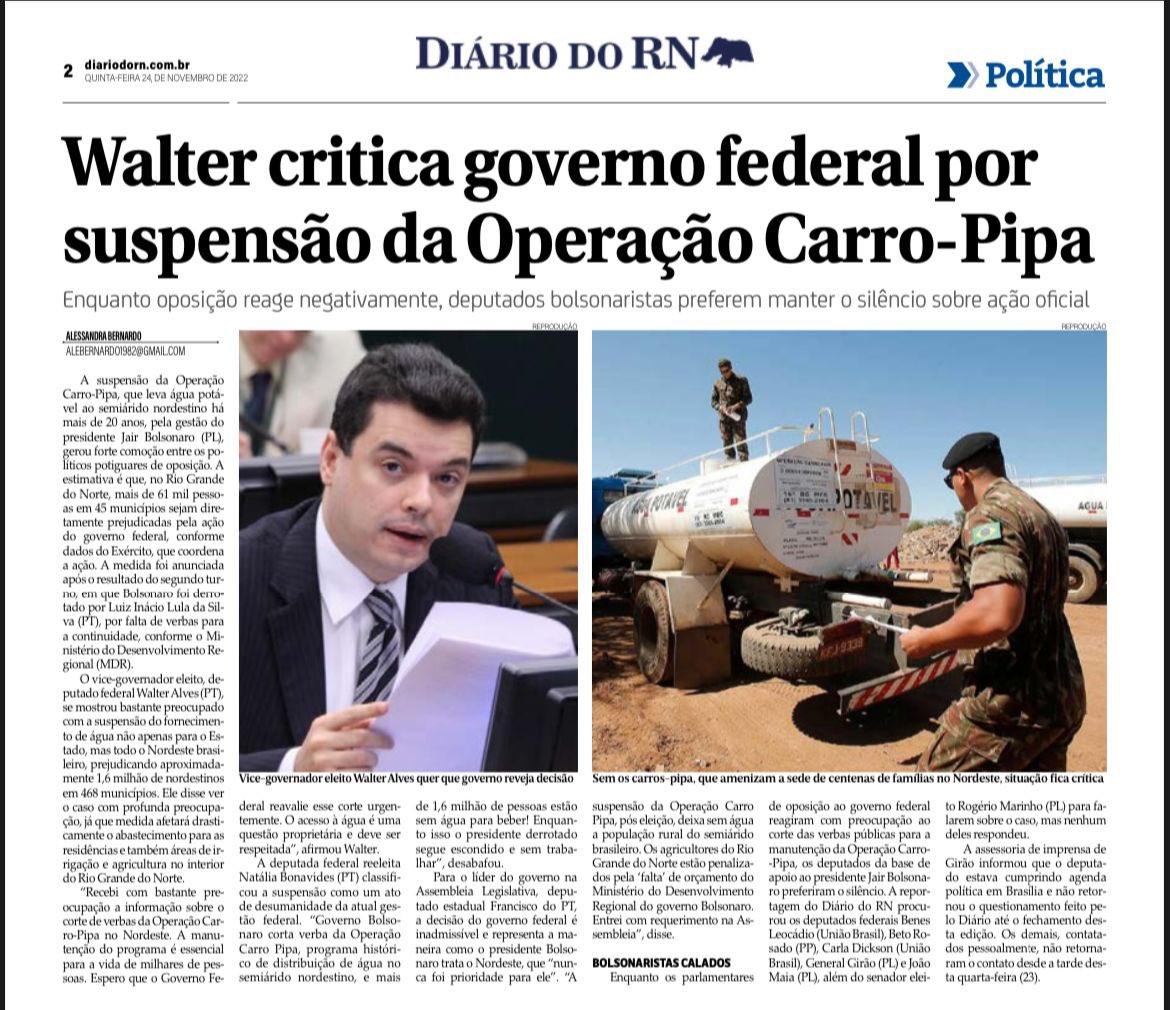 2
diariodorn.com.br
QUINTA-FEIRA 24, DE NOVEMBRO DE 2022
DIÁRIO DO RN
Política
Walter critica governo federal por
suspensão da Operação Carro-Pipa
Enquanto oposição reage negativamente, deputados bolsonaristas preferem manter o silêncio sobre ação oficial
ALESSANDRA BERNARDO
ALEBERNARDO1982@GMAIL.COM
A suspensão da Operação
Carro-Pipa, que leva água potá-
vel ao semiárido nordestino há
mais de 20 anos, pela gestão do
presidente Jair Bolsonaro (PL),
gerou forte comoção entre os po-
líticos potiguares de oposição. A
estimativa é que, no Rio Grande
do Norte, mais de 61 mil pesso-
as em 45 municípios sejam dire-
tamente prejudicadas pela ação
do governo federal, conforme
dados do Exército, que coordena
a ação. A medida foi anunciada
após o resultado do segundo tur-
no, em que Bolsonaro foi derro-
tado por Luiz Inácio Lula da Sil-
va (PT), por falta de verbas para
a continuidade, conforme o Mi-
nistério do Desenvolvimento Re-
gional (MDR).
O vice-governador eleito, de-
putado federal Walter Alves (PT),
se mostrou bastante preocupado
com a suspensão do fornecimen-
to de água não apenas para o Es-
tado, mas todo o Nordeste brasi-
leiro, prejudicando aproximada-
mente 1,6 milhão de nordestinos
em 468 municípios. Ele disse ver
o caso com profunda preocupa-
ção, já que medida afetará drasti-
camente o abastecimento para as
residências e também áreas de ir-
rigação e agricultura no interior
do Rio Grande do Norte.
“Recebi com bastante pre-
ocupação a informação sobre o
corte de verbas da Operação Car-
ro-Pipa no Nordeste. A manu-
tenção do programa é essencial
para a vida de milhares de pes-
soas. Espero que o Governo Fe-
REPRODUÇÃO
Vice-governador eleito Walter Alves quer que governo reveja decisão
REPRODUÇÃO
ÁGUA POTÁVEL
POTÁVEL
AGUA
KFJ-9339
Sem os carros-pipa, que amenizam a sede de centenas de famílias no Nordeste, situação fica crítica
deral reavalie esse corte urgen-
temente. O acesso à água é uma
questão proprietária e deve ser
respeitada”, afirmou Walter.
A deputada federal reeleita
Natália Bonavides (PT) classifi-
cou a suspensão como um ato
de desumanidade da atual ges-
tão federal. “Governo Bolso-
naro corta verba da Operação
Carro Pipa, programa históri-
co de distribuição de água no
semiárido nordestino, e mais
de 1,6 milhão de pessoas estão
sem água para beber! Enquan-
to isso o presidente derrotado
segue escondido e sem traba-
lhar”, desabafou.
Para o líder do governo na
Assembleia Legislativa, depu-
tado estadual Francisco do PT,
a decisão do governo federal é
inadmissível e representa a ma-
neira como o presidente Bolso-
naro trata o Nordeste, que “nun-
ca foi prioridade para ele”. “A
suspensão da Operação Carro
Pipa, pós eleição, deixa sem água
a população rural do semiárido
brasileiro. Os agricultores do Rio
Grande do Norte estão penaliza-
dos pela ‘falta’ de orçamento do
Ministério do Desenvolvimento
Regional do governo Bolsonaro.
Entrei com requerimento na As-
sembleia”, disse.
BOLSONARISTAS CALADOS
Enquanto os parlamentares
de oposição ao governo federal
reagiram com preocupação ao
corte das verbas públicas para a
manutenção da Operação Carro-
-Pipa, os deputados da base de
apoio ao presidente Jair Bolsona-
ro preferiram o silêncio. A repor-
tagem do Diário do RN procu-
rou os deputados federais Benes
Leocádio (União Brasil), Beto Ro-
sado (PP), Carla Dickson (União
Brasil), General Girão (PL) e João
Maia (PL), além do senador elei-
to Rogério Marinho (PL) para fa-
larem sobre o caso, mas nenhum
deles respondeu.
A assessoria de imprensa de
Girão informou que o deputa-
do estava cumprindo agenda
política em Brasília e não retor-
nou o questionamento feito pe-
lo Diário até o fechamento des-
ta edição. Os demais, contata-
dos pessoalmente, não retorna-
ram o contato desde a tarde des-
ta quarta-feira (23).